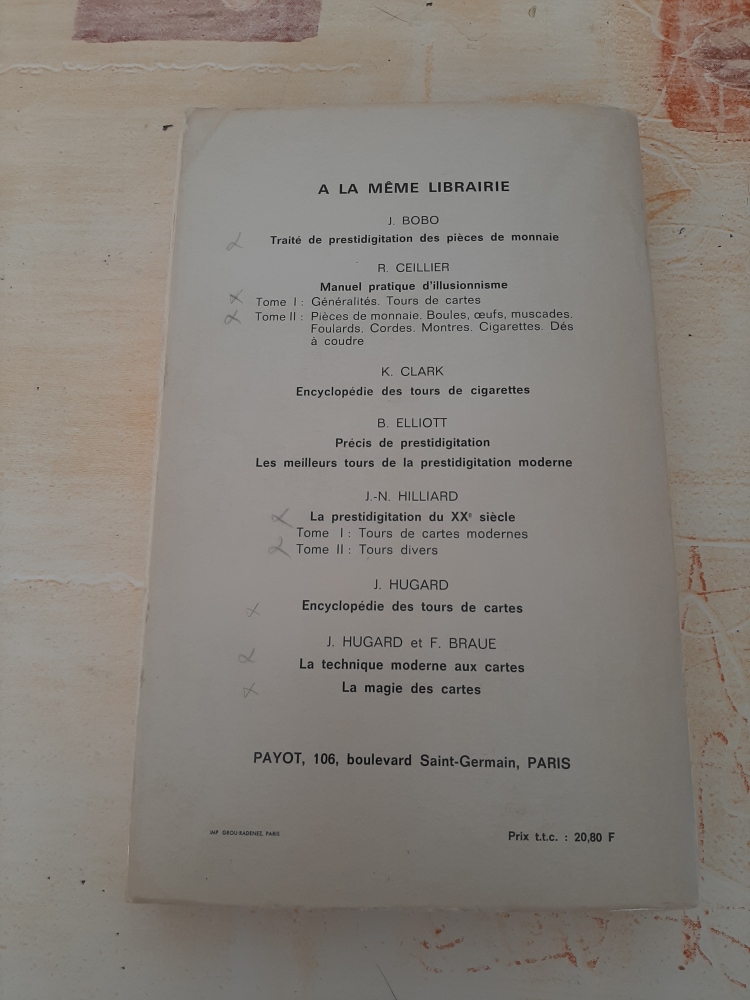 A LA MÊME LIBRAIRIE
J. BOBO
Traité de prestidigitation des pièces de monnaie
R. CEILLIER
Manuel pratique d'illusionnisme
Tome I : Généralités. Tours de cartes
Tome II : Pièces de monnaie. Boules, œufs, muscades.
Foulards. Cordes. Montres. Cigarettes. Dés
à coudre
K. CLARK
Encyclopédie des tours de cigarettes
B. ELLIOTT
Précis de prestidigitation
Les meilleurs tours de la prestidigitation moderne
J.-N. HILLIARD
La prestidigitation du XXᵉ siècle
Tome I : Tours de cartes modernes
Tome II : Tours divers
J. HUGARD
Encyclopédie des tours de cartes
J. HUGARD et F. BRAUE
La technique moderne aux cartes
La magie des cartes
PAYOT, 106, boulevard Saint-Germain, PARIS
IMP. GROU-RADENEZ, PARIS
Prix t.t.c. : 20,80 F